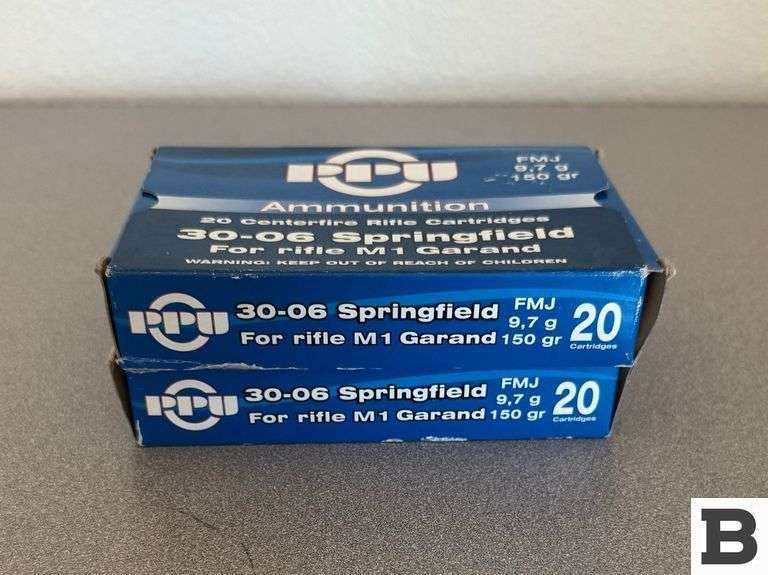 PPU
FMJ
9,7 g
150 gr
Ammunition
20 Centerfire Rifle Cartridges
30-06 Springfield
For rifle M1 Garand
WARNING: KEEP OUT OF REACH OF CHILDREN
PPU
30-06 Springfield
For rifle M1 Garand
FMJ
9,7 g
150 gr
20
Cartridges
PPU
30-06 Springfield
For rifle M1 Garand
FMJ
9,7 g
150 gr
20
Cartridges
B